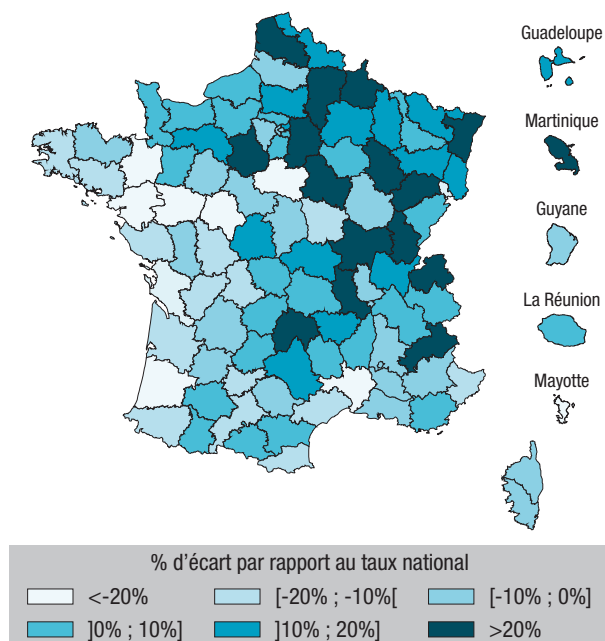 Guadeloupe
Martinique
Guyane
La Réunion
Mayotte
% d'écart par rapport au taux national
<-20% [-20% ; -10%[ [-10% ; 0%]
]0% ; 10%] ]10% ; 20%] >20%